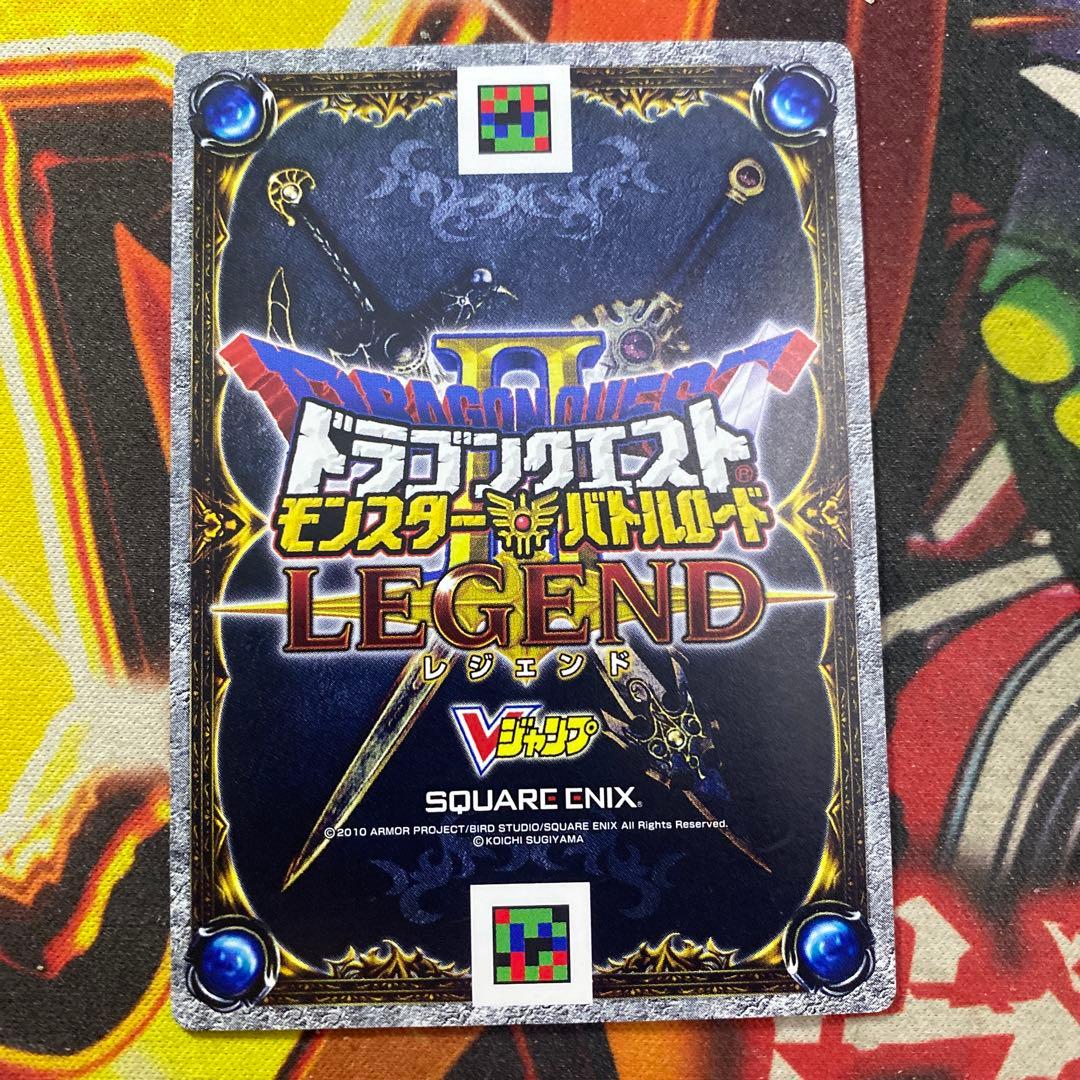 II
DRAGON QUEST
ドラゴンクエスト®
モンスターバトルロード
LEGEND
レジェンド
Vジャンプ
SQUARE ENIX®
©2010 ARMOR PROJECT/BIRD STUDIO/SQUARE ENIX All Rights Reserved.
©KOICHI SUGIYAMA